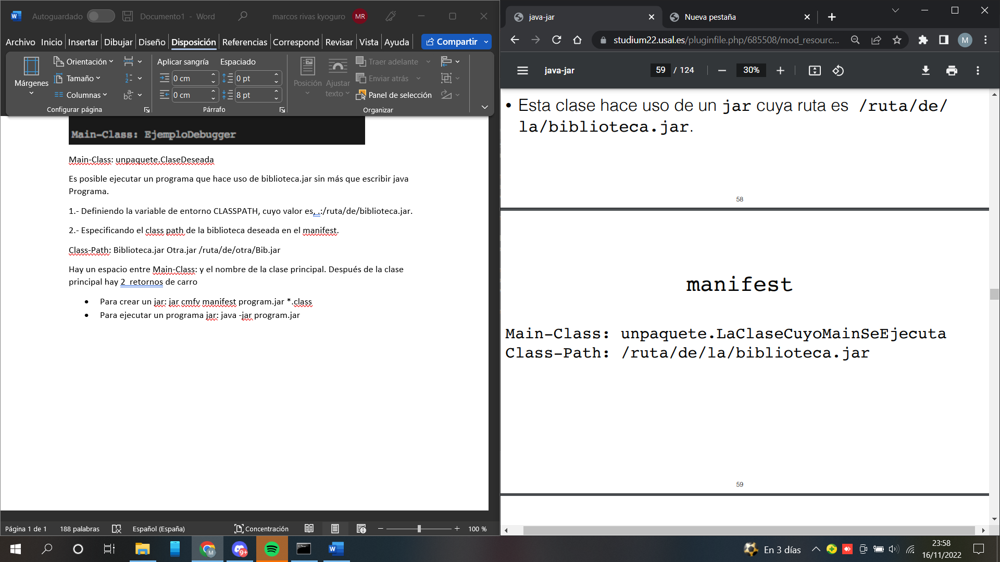 Autoguardado
Documento1 - Word
marcos rivas kyoguro
MR
Archivo
Inicio
Insertar
Dibujar
Diseño
Disposición
Referencias
Correspond
Revisar
Vista
Ayuda
Compartir
Márgenes
Orientación
Tamaño
Columnas
Configurar página
Aplicar sangría
Espaciado
0 cm
0 pt
0 cm
8 pt
Párrafo
Posición
Ajustar
texto
Traer adelante
Enviar atrás
Panel de selección
Organizar
Main-Class: EjemploDebugger
Main-Class: unpaquete.ClaseDeseada
Es posible ejecutar un programa que hace uso de biblioteca.jar sin más que escribir java
Programa.
1.- Definiendo la variable de entorno CLASSPATH, cuyo valor es, .:/ruta/de/biblioteca.jar.
2.- Especificando el class path de la biblioteca deseada en el manifest.
Class-Path: Biblioteca.jar Otra.jar /ruta/de/otra/Bib.jar
Hay un espacio entre Main-Class: y el nombre de la clase principal. Después de la clase
principal hay 2 retornos de carro
• Para crear un jar: jar cmfv manifest program.jar *.class
• Para ejecutar un programa jar: java -jar program.jar
Página 1 de 1
188 palabras
Español (España)
Concentración
100 %
java-jar
Nueva pestaña
studium22.usal.es/pluginfile.php/685508/mod_resourc...
M
java-jar
59 / 124
30%
• Esta clase hace uso de un jar cuya ruta es /ruta/de/
la/biblioteca.jar.
58
manifest
Main-Class: unpaquete.LaClaseCuyoMainSeEjecuta
Class-Path: /ruta/de/la/biblioteca.jar
59
M
9+
W
En 3 días
23:58
16/11/2022